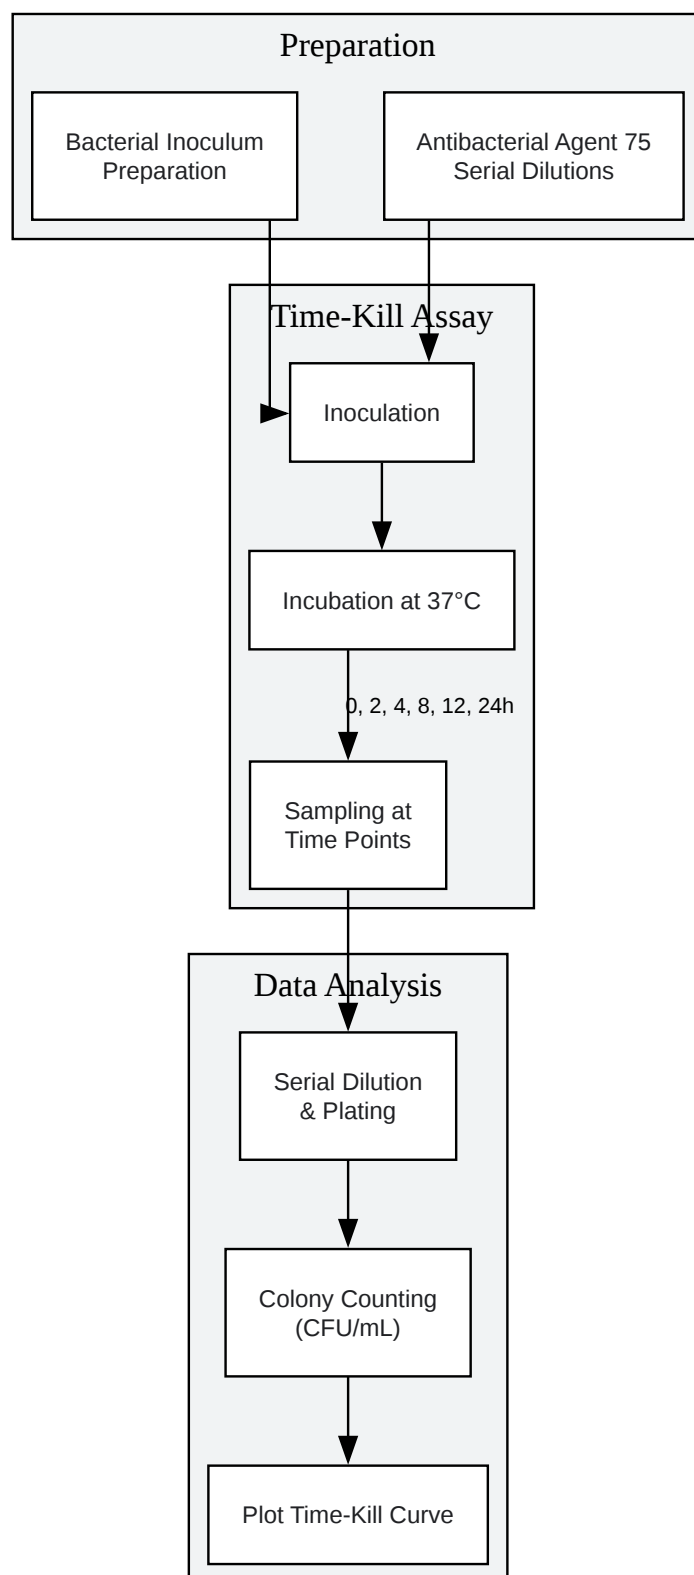 Preparation
Bacterial Inoculum
Preparation
Antibacterial Agent 75
Serial Dilutions
Time-Kill Assay
Inoculation
Incubation at 37°C
0, 2, 4, 8, 12, 24h
Sampling at
Time Points
Data Analysis
Serial Dilution
& Plating
Colony Counting
(CFU/mL)
Plot Time-Kill Curve